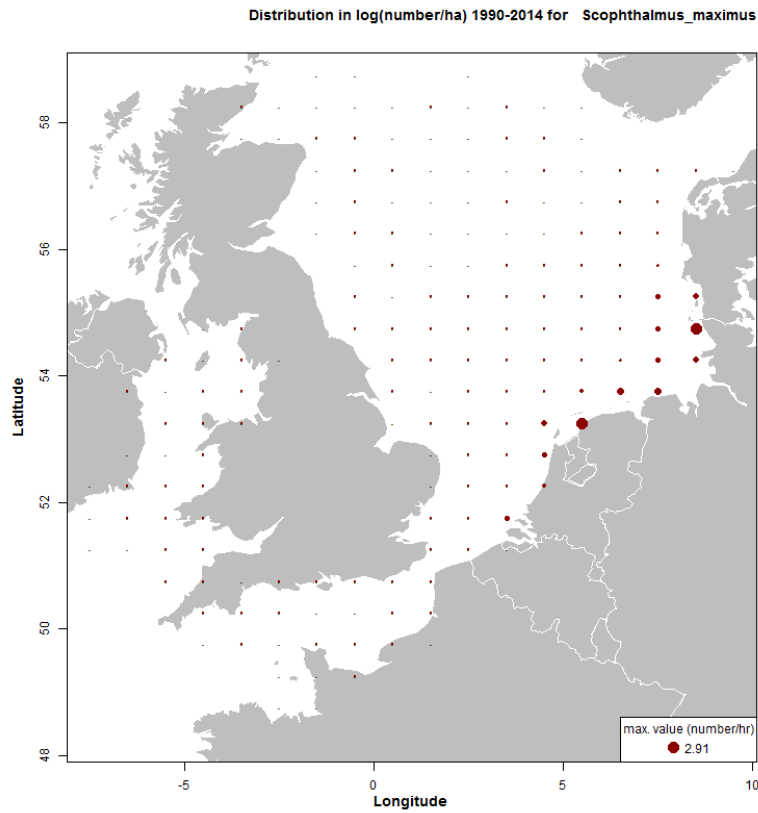 Distribution in log(number/ha) 1990-2014 for Scophthalmus_maximus
58
56
54
52
50
48
Latitude
max. value (number/hr)
2.91
-5
0
5
10
Longitude